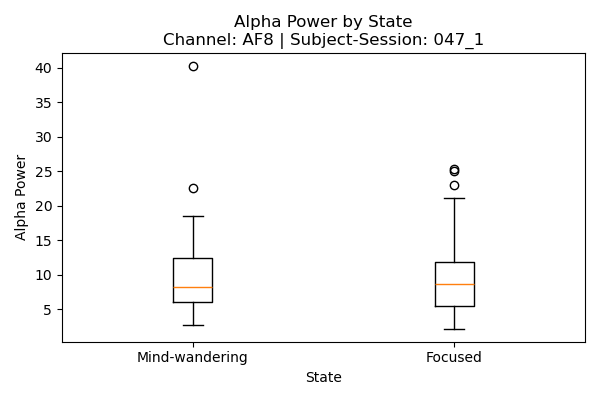 Alpha Power by State
Channel: AF8 | Subject-Session: 047_1
Alpha Power
40
35
30
25
20
15
10
5
Mind-wandering
Focused
State